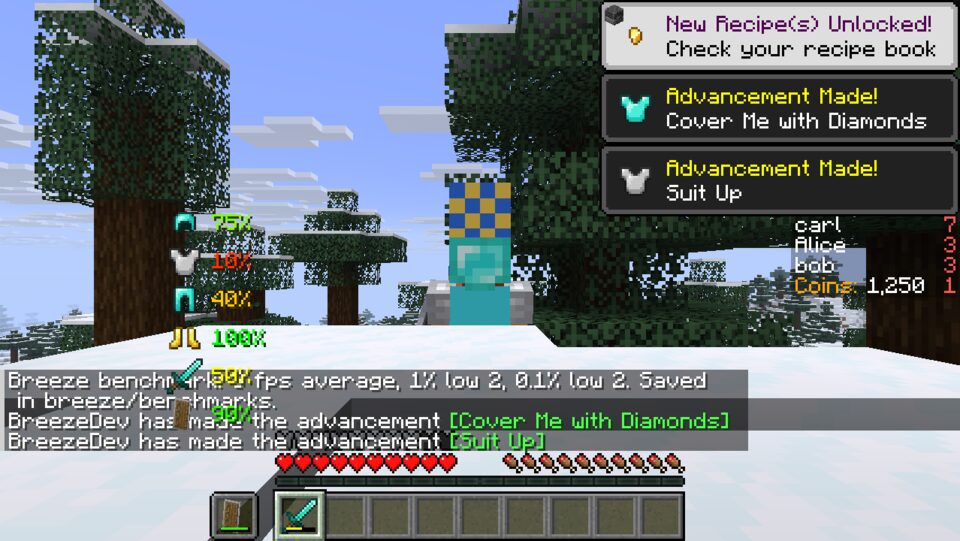 New Recipe(s) Unlocked!
Check your recipe book
Advancement Made!
Cover Me with Diamonds
Advancement Made!
Suit Up
carl 7
Alice 3
bob 3
Coins: 1,250 1
75%
10%
40%
100%
50%
90%
Breeze benchmark: fps average, 1% low 2, 0.1% low 2. Saved
in breeze/benchmarks.
BreezeDev has made the advancement [Cover Me with Diamonds]
BreezeDev has made the advancement [Suit Up]